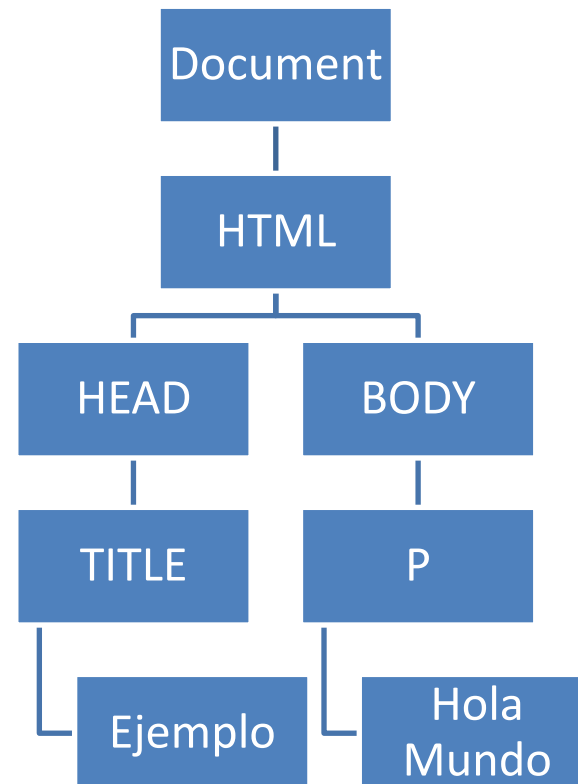 Document
HTML
HEAD
BODY
TITLE
P
Ejemplo
Hola
Mundo